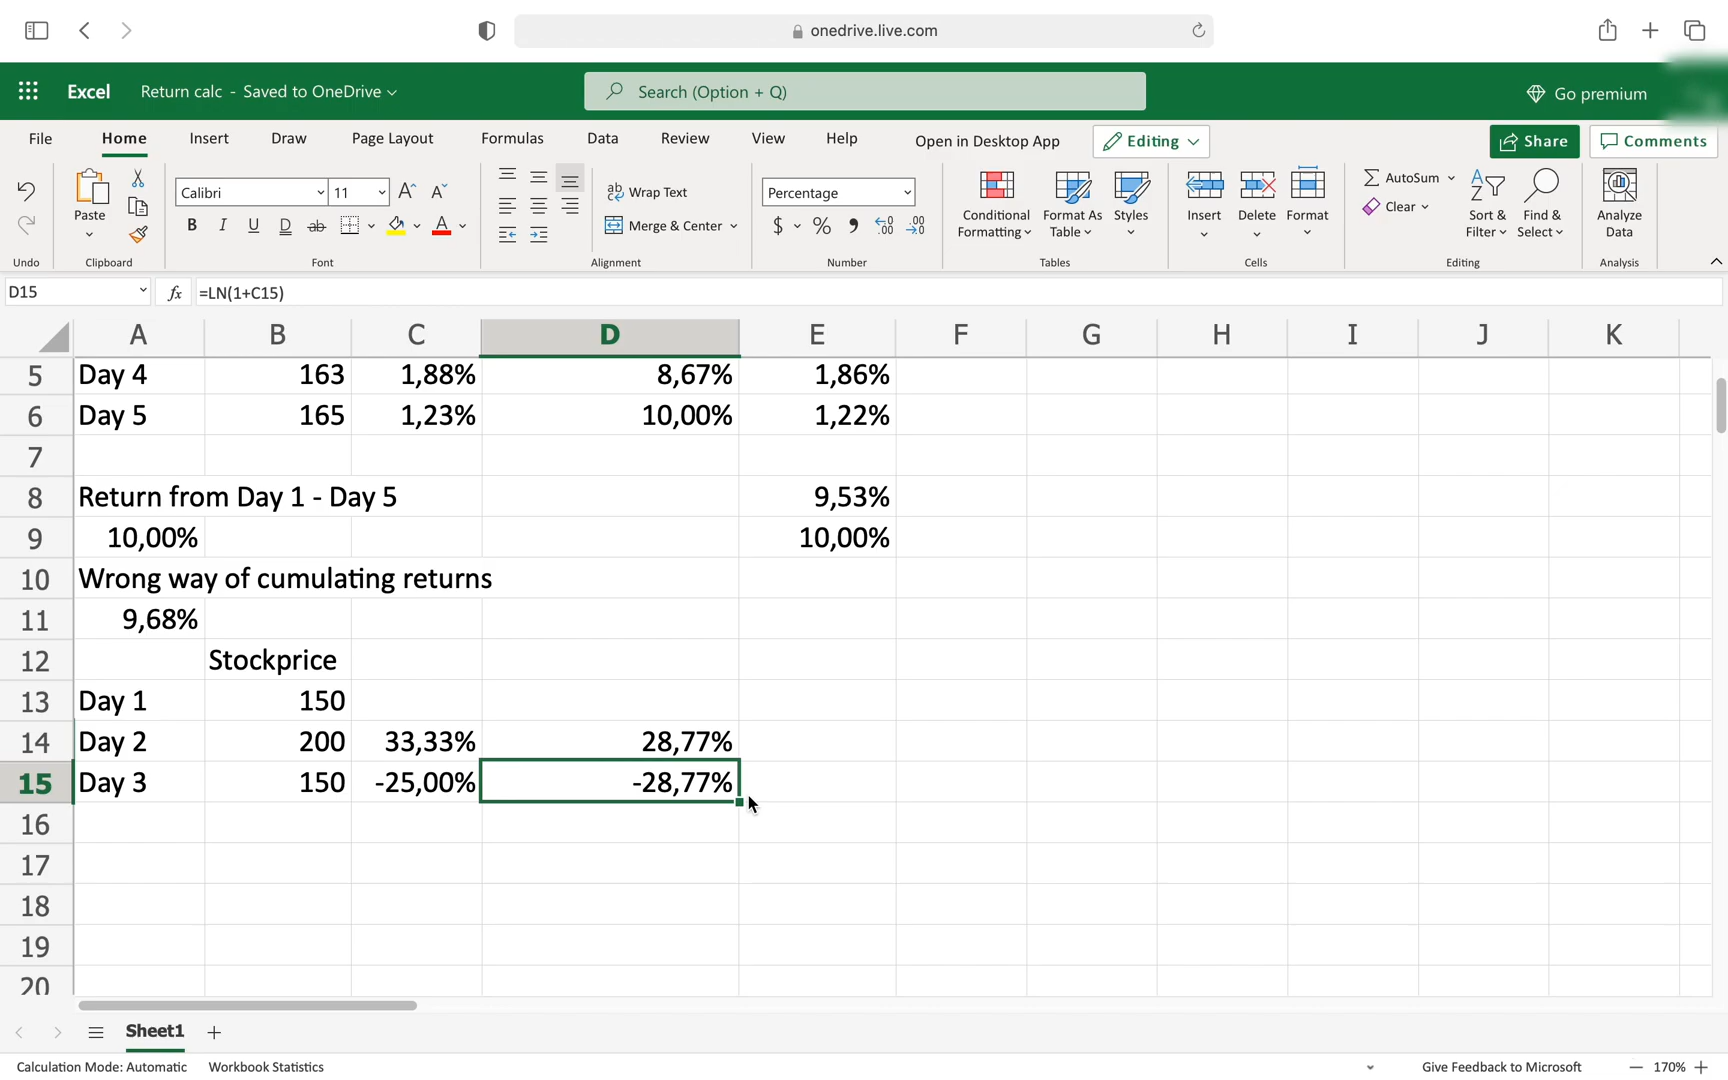 onedrive.live.com
Excel Return calc - Saved to OneDrive
Search (Option + Q)
Go premium
File Home Insert Draw Page Layout Formulas Data Review View Help Open in Desktop App Editing Share Comments
Paste
Calibri 11 A A
B I U D ab A
ab Wrap Text
Merge & Center
Percentage
$ % , .00 .00
Conditional Formatting
Format As Table
Styles
Insert Delete Format
AutoSum
Clear
Sort & Filter
Find & Select
Analyze Data
Undo Clipboard Font Alignment Number Tables Cells Editing Analysis
D15 fx =LN(1+C15)
A B C D E F G H I J K
5 Day 4 163 1,88% 8,67% 1,86%
6 Day 5 165 1,23% 10,00% 1,22%
7
8 Return from Day 1 - Day 5 9,53%
9 10,00% 10,00%
10 Wrong way of cumulating returns
11 9,68%
12 Stockprice
13 Day 1 150
14 Day 2 200 33,33% 28,77%
15 Day 3 150 -25,00% -28,77%
16
17
18
19
20
Sheet1
Calculation Mode: Automatic Workbook Statistics Give Feedback to Microsoft 170%